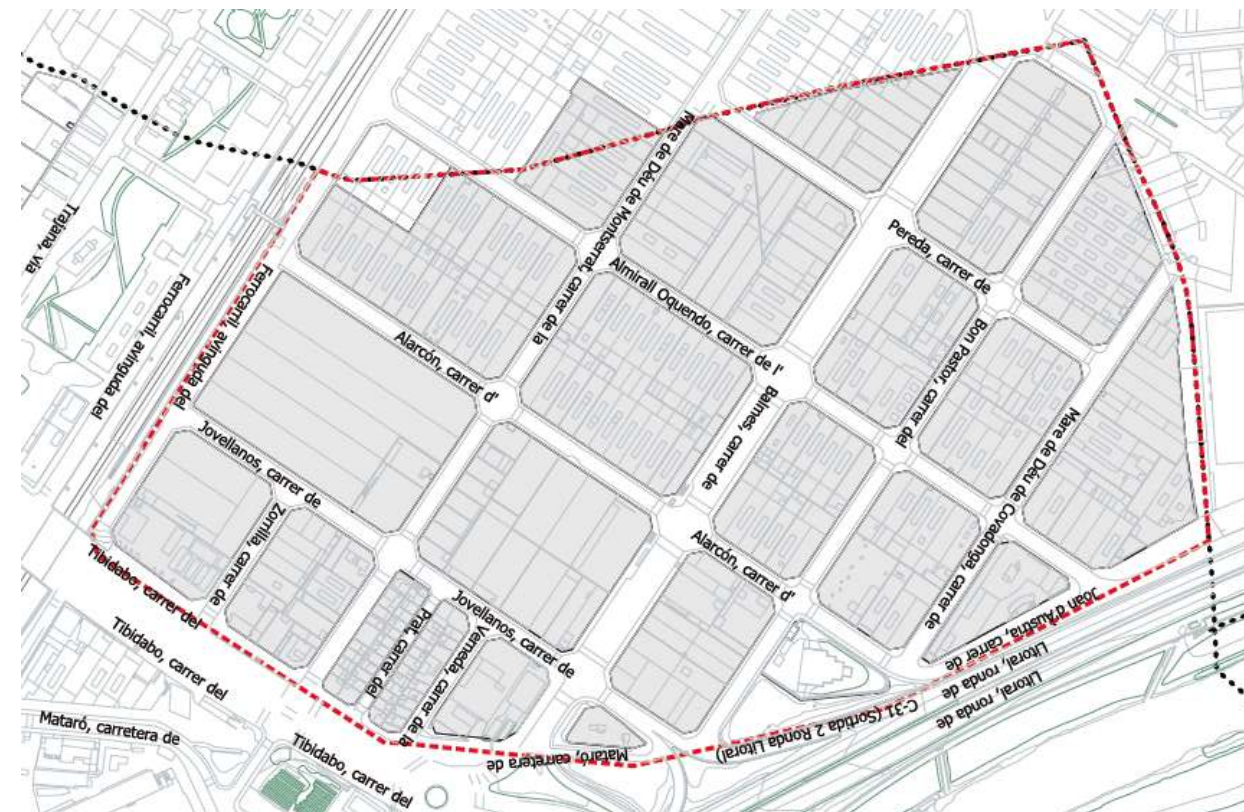 Mare de Déu de Montserrat, carrer de la
Trajana, via
Ferrocarril, avinguda del
Ferrocarril, avinguda del
Pereda, carrer de
Almirall Oquendo, carrer de l'
Alarcón, carrer d'
Bon Pastor, carrer del
Balmes, carrer de
Mare de Déu de Covadonga, carrer de
Jovellanos, carrer de
Zorrilla, carrer de
Alarcón, carrer d'
Tibidabo, carrer del
Jovellanos, carrer de
Prat, carrer del
Verneda, carrer de la
Joan d'Àustria, carrer de
Litoral, ronda de
Litoral, ronda de
C-31 (Sortida 2 Ronda Litoral)
Tibidabo, carrer del
Mataró, carretera de
Mataró, carretera de
Tibidabo, carrer del